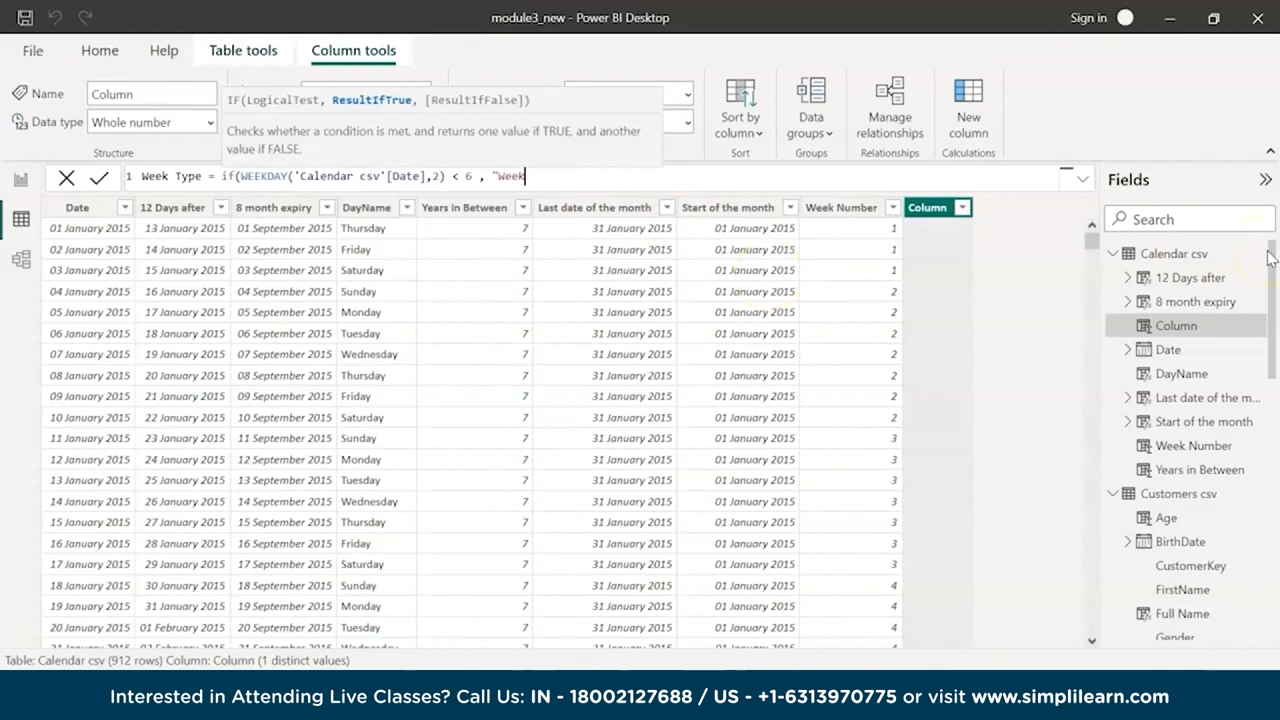 module3_new - Power BI Desktop
Sign in
File Home Help Table tools Column tools
Name Column
Data type Whole number
Structure
IF(LogicalTest, ResultIfTrue, [ResultIfFalse])
Checks whether a condition is met, and returns one value if TRUE, and another
value if FALSE.
Sort by
column
Sort
Data
groups
Groups
Manage
relationships
Relationships
New
column
Calculations
1 Week Type = if(WEEKDAY('Calendar csv'[Date],2) < 6 , "Week
Date 12 Days after 8 month expiry DayName Years in Between Last date of the month Start of the month Week Number Column
01 January 2015 13 January 2015 01 September 2015 Thursday 7 31 January 2015 01 January 2015 1
02 January 2015 14 January 2015 02 September 2015 Friday 7 31 January 2015 01 January 2015 1
03 January 2015 15 January 2015 03 September 2015 Saturday 7 31 January 2015 01 January 2015 1
04 January 2015 16 January 2015 04 September 2015 Sunday 7 31 January 2015 01 January 2015 2
05 January 2015 17 January 2015 05 September 2015 Monday 7 31 January 2015 01 January 2015 2
06 January 2015 18 January 2015 06 September 2015 Tuesday 7 31 January 2015 01 January 2015 2
07 January 2015 19 January 2015 07 September 2015 Wednesday 7 31 January 2015 01 January 2015 2
08 January 2015 20 January 2015 08 September 2015 Thursday 7 31 January 2015 01 January 2015 2
09 January 2015 21 January 2015 09 September 2015 Friday 7 31 January 2015 01 January 2015 2
10 January 2015 22 January 2015 10 September 2015 Saturday 7 31 January 2015 01 January 2015 2
11 January 2015 23 January 2015 11 September 2015 Sunday 7 31 January 2015 01 January 2015 3
12 January 2015 24 January 2015 12 September 2015 Monday 7 31 January 2015 01 January 2015 3
13 January 2015 25 January 2015 13 September 2015 Tuesday 7 31 January 2015 01 January 2015 3
14 January 2015 26 January 2015 14 September 2015 Wednesday 7 31 January 2015 01 January 2015 3
15 January 2015 27 January 2015 15 September 2015 Thursday 7 31 January 2015 01 January 2015 3
16 January 2015 28 January 2015 16 September 2015 Friday 7 31 January 2015 01 January 2015 3
17 January 2015 29 January 2015 17 September 2015 Saturday 7 31 January 2015 01 January 2015 3
18 January 2015 30 January 2015 18 September 2015 Sunday 7 31 January 2015 01 January 2015 4
19 January 2015 31 January 2015 19 September 2015 Monday 7 31 January 2015 01 January 2015 4
20 January 2015 01 February 2015 20 September 2015 Tuesday 7 31 January 2015 01 January 2015 4
Fields
Search
Calendar csv
12 Days after
8 month expiry
Column
Date
DayName
Last date of the m...
Start of the month
Week Number
Years in Between
Customers csv
Age
BirthDate
CustomerKey
FirstName
Full Name
Gender
Table: Calendar csv (912 rows) Column: Column (1 distinct values)
Interested in Attending Live Classes? Call Us: IN - 18002127688 / US - +1-6313970775 or visit www.simplilearn.com